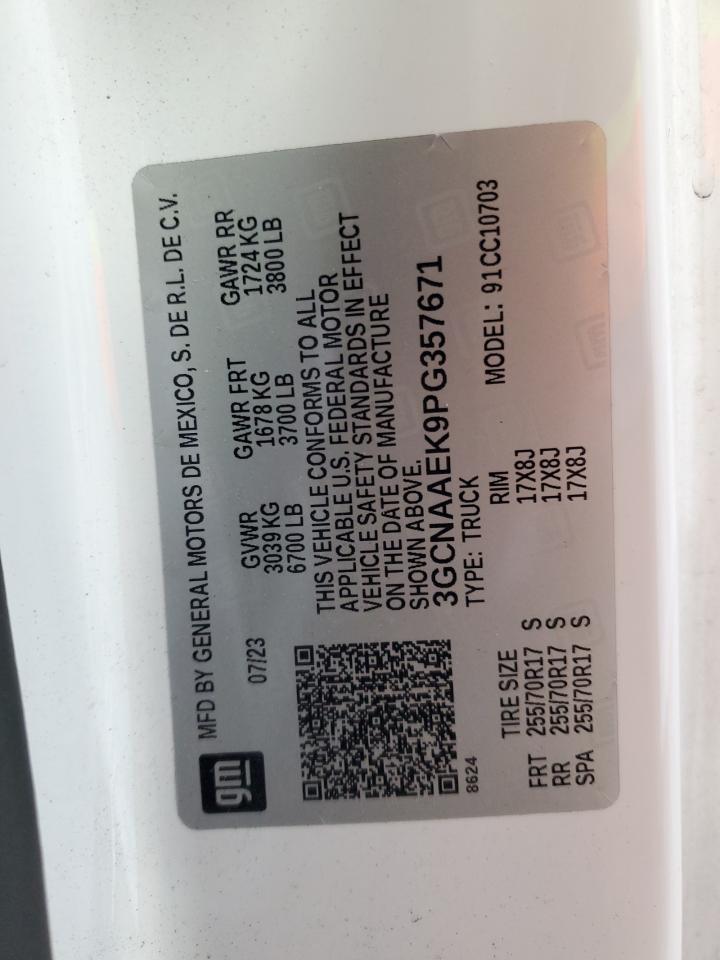 gm
MFD BY GENERAL MOTORS DE MEXICO, S. DE R.L. DE C.V.
07/23
GVWR GAWR FRT GAWR RR
3039 KG 1678 KG 1724 KG
6700 LB 3700 LB 3800 LB
THIS VEHICLE CONFORMS TO ALL
APPLICABLE U.S. FEDERAL MOTOR
VEHICLE SAFETY STANDARDS IN EFFECT
ON THE DATE OF MANUFACTURE
SHOWN ABOVE.
3GCNAAEK9PG357671
8624
TYPE: TRUCK MODEL: 91CC10703
TIRE SIZE RIM
FRT 255/70R17 S 17X8J
RR 255/70R17 S 17X8J
SPA 255/70R17 S 17X8J